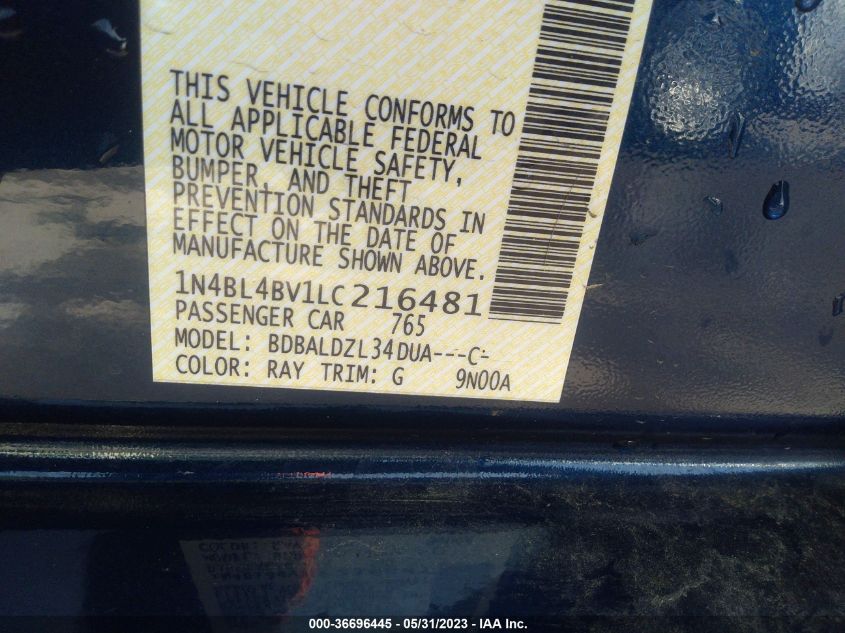 THIS VEHICLE CONFORMS TO
ALL APPLICABLE FEDERAL
MOTOR VEHICLE SAFETY,
BUMPER, AND THEFT
PREVENTION STANDARDS IN
EFFECT ON THE DATE OF
MANUFACTURE SHOWN ABOVE.
1N4BL4BV1LC216481
PASSENGER CAR 765
MODEL: BDBALDZL34DUA---C-
COLOR: RAY TRIM: G 9N00A
000-36696445 - 05/31/2023 - IAA Inc.